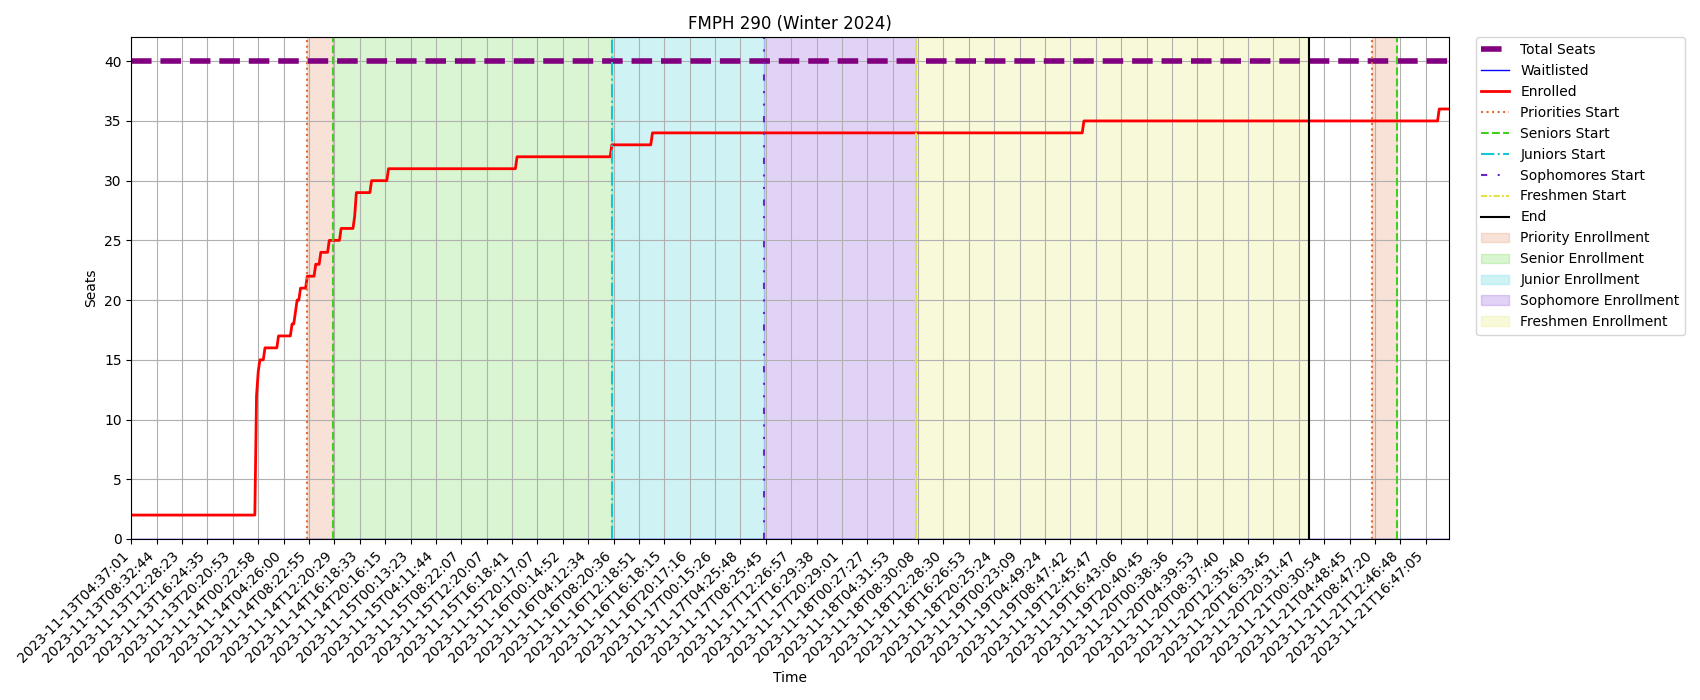 FMPH 290 (Winter 2024)
Seats
40
35
30
25
20
15
10
5
0
2023-11-13T04:37:01
2023-11-13T08:32:44
2023-11-13T12:28:23
2023-11-13T16:24:35
2023-11-13T20:20:53
2023-11-14T00:22:58
2023-11-14T04:26:00
2023-11-14T08:22:55
2023-11-14T12:20:29
2023-11-14T16:18:33
2023-11-14T20:16:15
2023-11-15T00:13:23
2023-11-15T04:11:44
2023-11-15T08:22:07
2023-11-15T12:20:07
2023-11-15T16:18:41
2023-11-15T20:17:07
2023-11-16T00:14:52
2023-11-16T04:12:34
2023-11-16T08:20:36
2023-11-16T12:18:51
2023-11-16T16:18:15
2023-11-16T20:17:16
2023-11-17T00:15:26
2023-11-17T04:25:48
2023-11-17T08:25:45
2023-11-17T12:26:57
2023-11-17T16:29:38
2023-11-17T20:29:01
2023-11-18T00:27:27
2023-11-18T04:31:53
2023-11-18T08:30:08
2023-11-18T12:28:30
2023-11-18T16:26:53
2023-11-18T20:25:24
2023-11-19T00:23:09
2023-11-19T04:49:24
2023-11-19T08:47:42
2023-11-19T12:45:47
2023-11-19T16:43:06
2023-11-19T20:40:45
2023-11-20T00:38:36
2023-11-20T04:39:53
2023-11-20T08:37:40
2023-11-20T12:35:40
2023-11-20T16:33:45
2023-11-20T20:31:47
2023-11-21T00:30:54
2023-11-21T04:48:45
2023-11-21T08:47:20
2023-11-21T12:46:48
2023-11-21T16:47:05
Time
Total Seats
Waitlisted
Enrolled
Priorities Start
Seniors Start
Juniors Start
Sophomores Start
Freshmen Start
End
Priority Enrollment
Senior Enrollment
Junior Enrollment
Sophomore Enrollment
Freshmen Enrollment